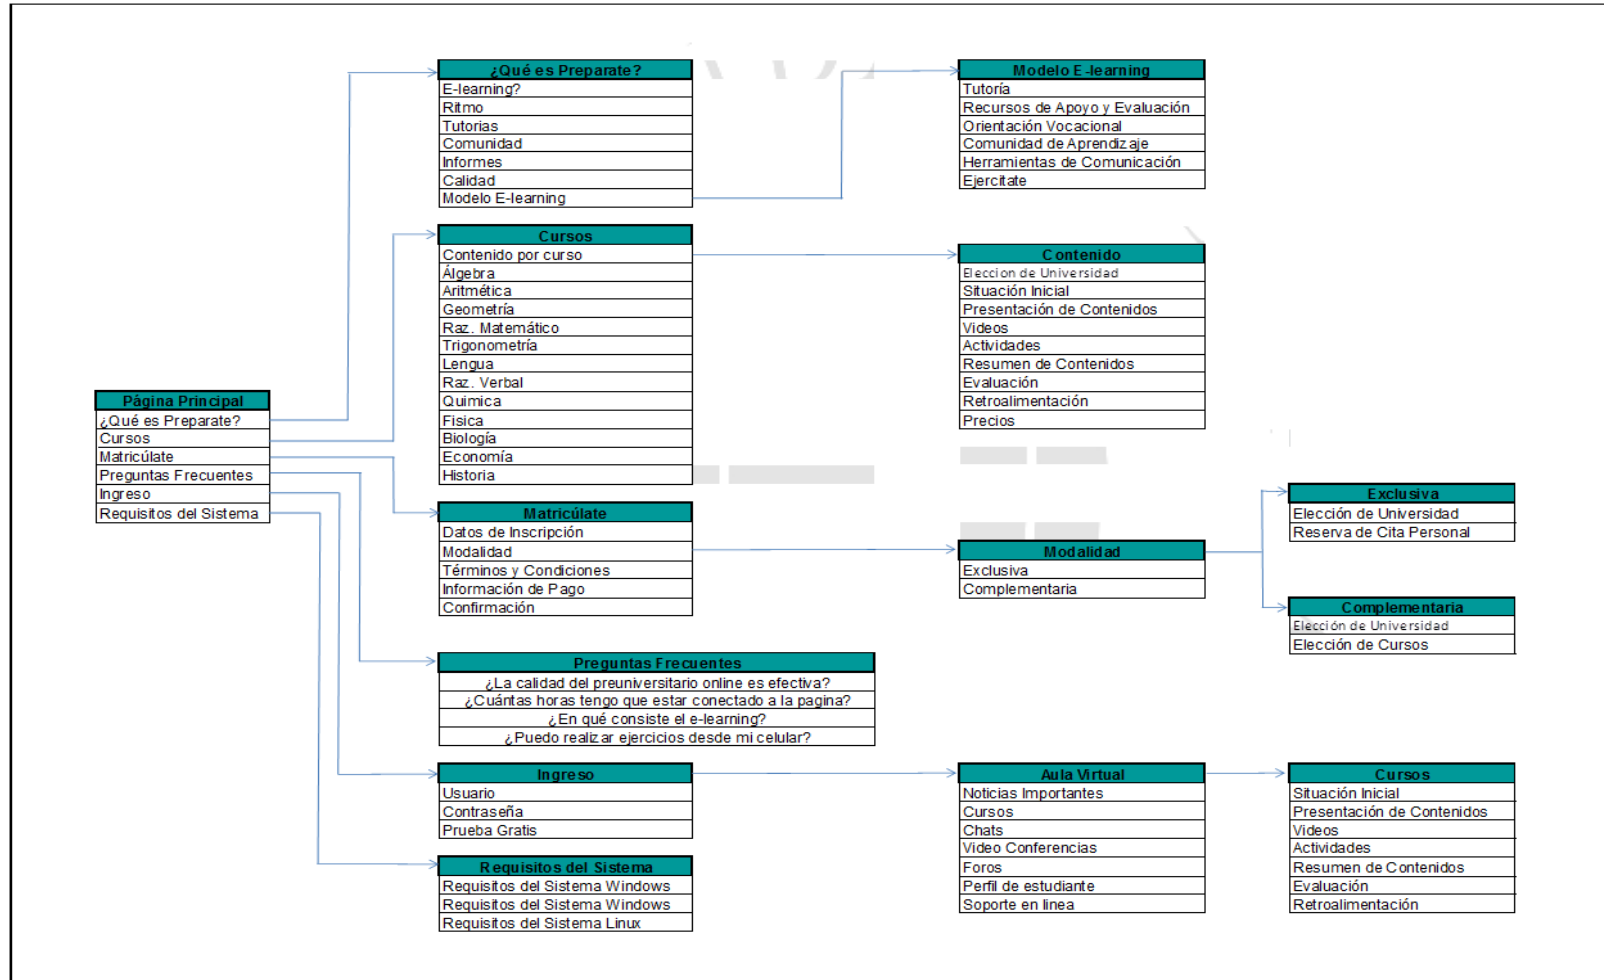 Página Principal
¿Qué es Preparate?
Cursos
Matricúlate
Preguntas Frecuentes
Ingreso
Requisitos del Sistema
¿Qué es Preparate?
E-learning?
Ritmo
Tutorias
Comunidad
Informes
Calidad
Modelo E-learning
Modelo E-learning
Tutoría
Recursos de Apoyo y Evaluación
Orientación Vocacional
Comunidad de Aprendizaje
Herramientas de Comunicación
Ejercitate
Cursos
Contenido por curso
Álgebra
Aritmética
Geometría
Raz. Matemático
Trigonometría
Lengua
Raz. Verbal
Quimica
Fisica
Biología
Economía
Historia
Contenido
Eleccion de Universidad
Situación Inicial
Presentación de Contenidos
Videos
Actividades
Resumen de Contenidos
Evaluación
Retroalimentación
Precios
Matricúlate
Datos de Inscripción
Modalidad
Términos y Condiciones
Información de Pago
Confirmación
Modalidad
Exclusiva
Complementaria
Exclusiva
Elección de Universidad
Reserva de Cita Personal
Complementaria
Elección de Universidad
Elección de Cursos
Preguntas Frecuentes
¿La calidad del preuniversitario online es efectiva?
¿Cuántas horas tengo que estar conectado a la pagina?
¿En qué consiste el e-learning?
¿Puedo realizar ejercicios desde mi celular?
Ingreso
Usuario
Contraseña
Prueba Gratis
Aula Virtual
Noticias Importantes
Cursos
Chats
Video Conferencias
Foros
Perfil de estudiante
Soporte en linea
Cursos
Situación Inicial
Presentación de Contenidos
Videos
Actividades
Resumen de Contenidos
Evaluación
Retroalimentación
Requisitos del Sistema
Requisitos del Sistema Windows
Requisitos del Sistema Windows
Requisitos del Sistema Linux